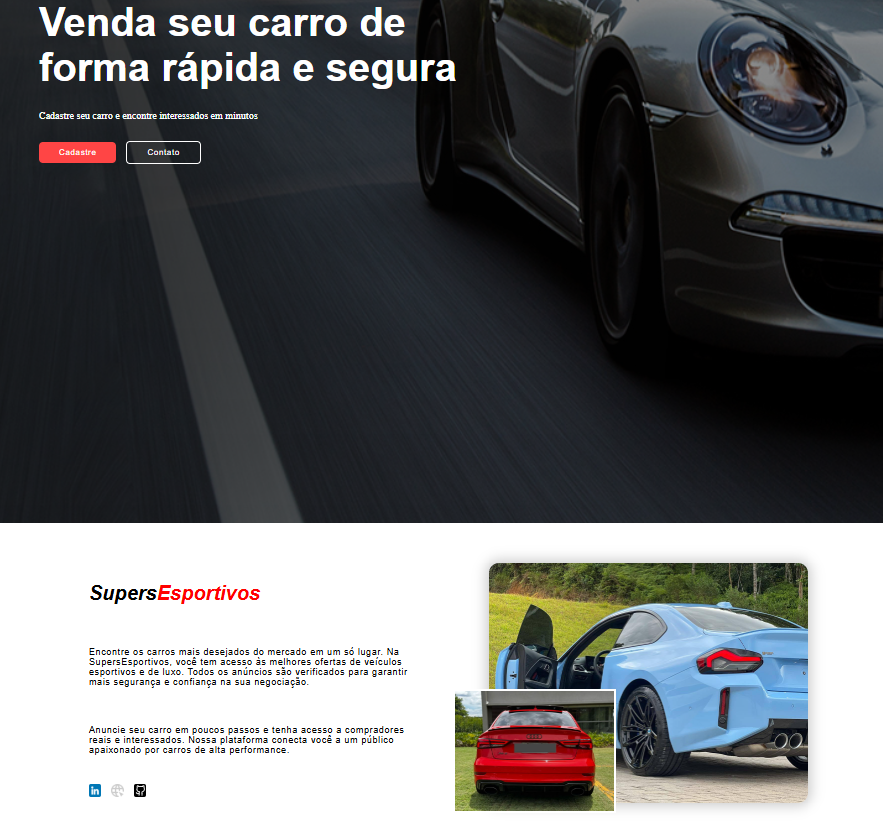 Venda seu carro de
forma rápida e segura
Cadastre seu carro e encontre interessados em minutos
Cadastre
Contato
SupersEsportivos
Encontre os carros mais desejados do mercado em um só lugar. Na
SupersEsportivos, você tem acesso às melhores ofertas de veículos
esportivos e de luxo. Todos os anúncios são verificados para garantir
mais segurança e confiança na sua negociação.
Anuncie seu carro em poucos passos e tenha acesso a compradores
reais e interessados. Nossa plataforma conecta você a um público
apaixonado por carros de alta performance.
in